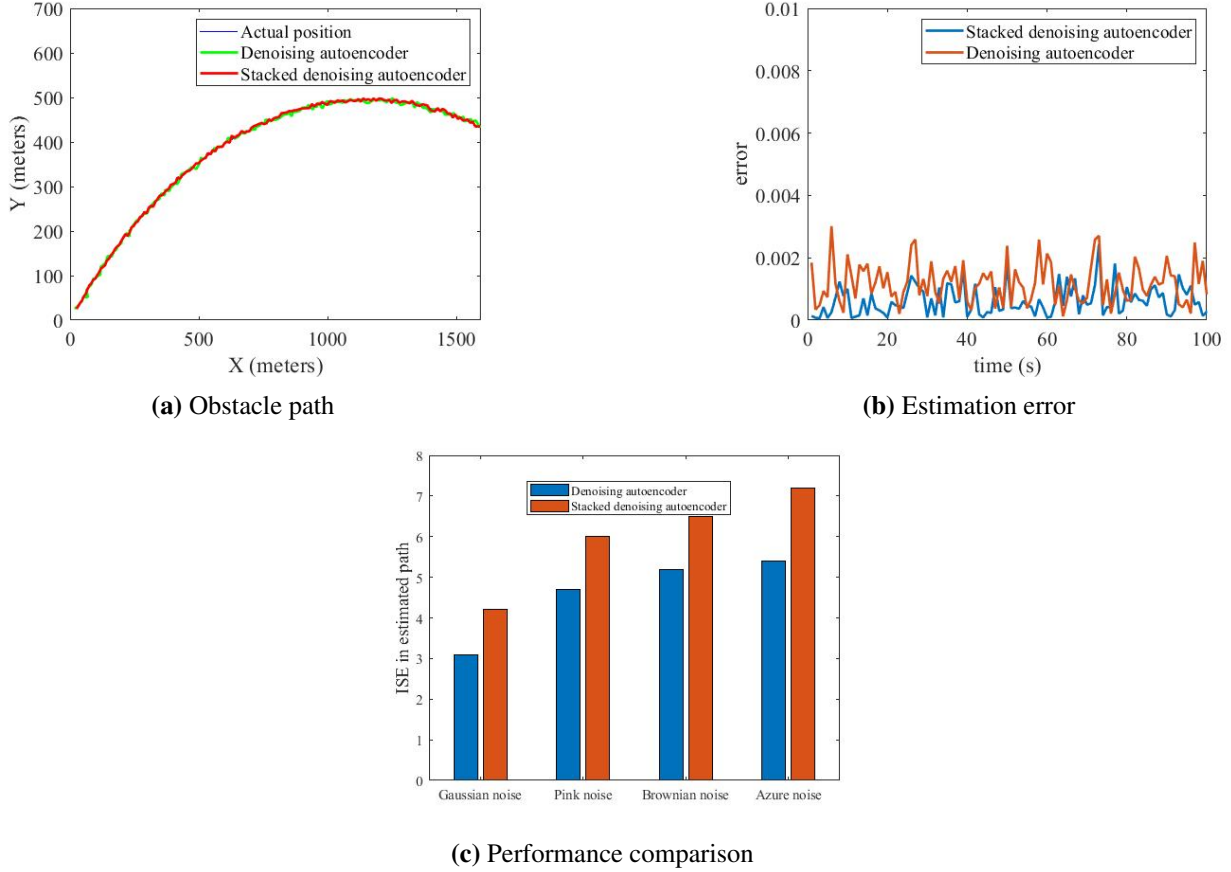 700
600
500
400
300
200
100
0
Y (meters)
Actual position
Denoising autoencoder
Stacked denoising autoencoder
0 500 1000 1500
X (meters)
(a) Obstacle path
0.01
0.008
0.006
0.004
0.002
0
error
Stacked denoising autoencoder
Denoising autoencoder
0 20 40 60 80 100
time (s)
(b) Estimation error
8
7
6
5
4
3
2
1
0
ISE in estimated path
Denoising autoencoder
Stacked denoising autoencoder
Gaussian noise Pink noise Brownian noise Azure noise
(c) Performance comparison